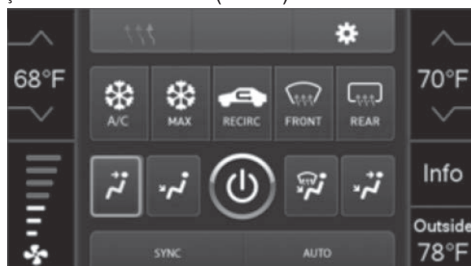 68°F
70°F
A/C
MAX
RECIRC
FRONT
REAR
Info
Outside
78°F
SYNC
AUTO